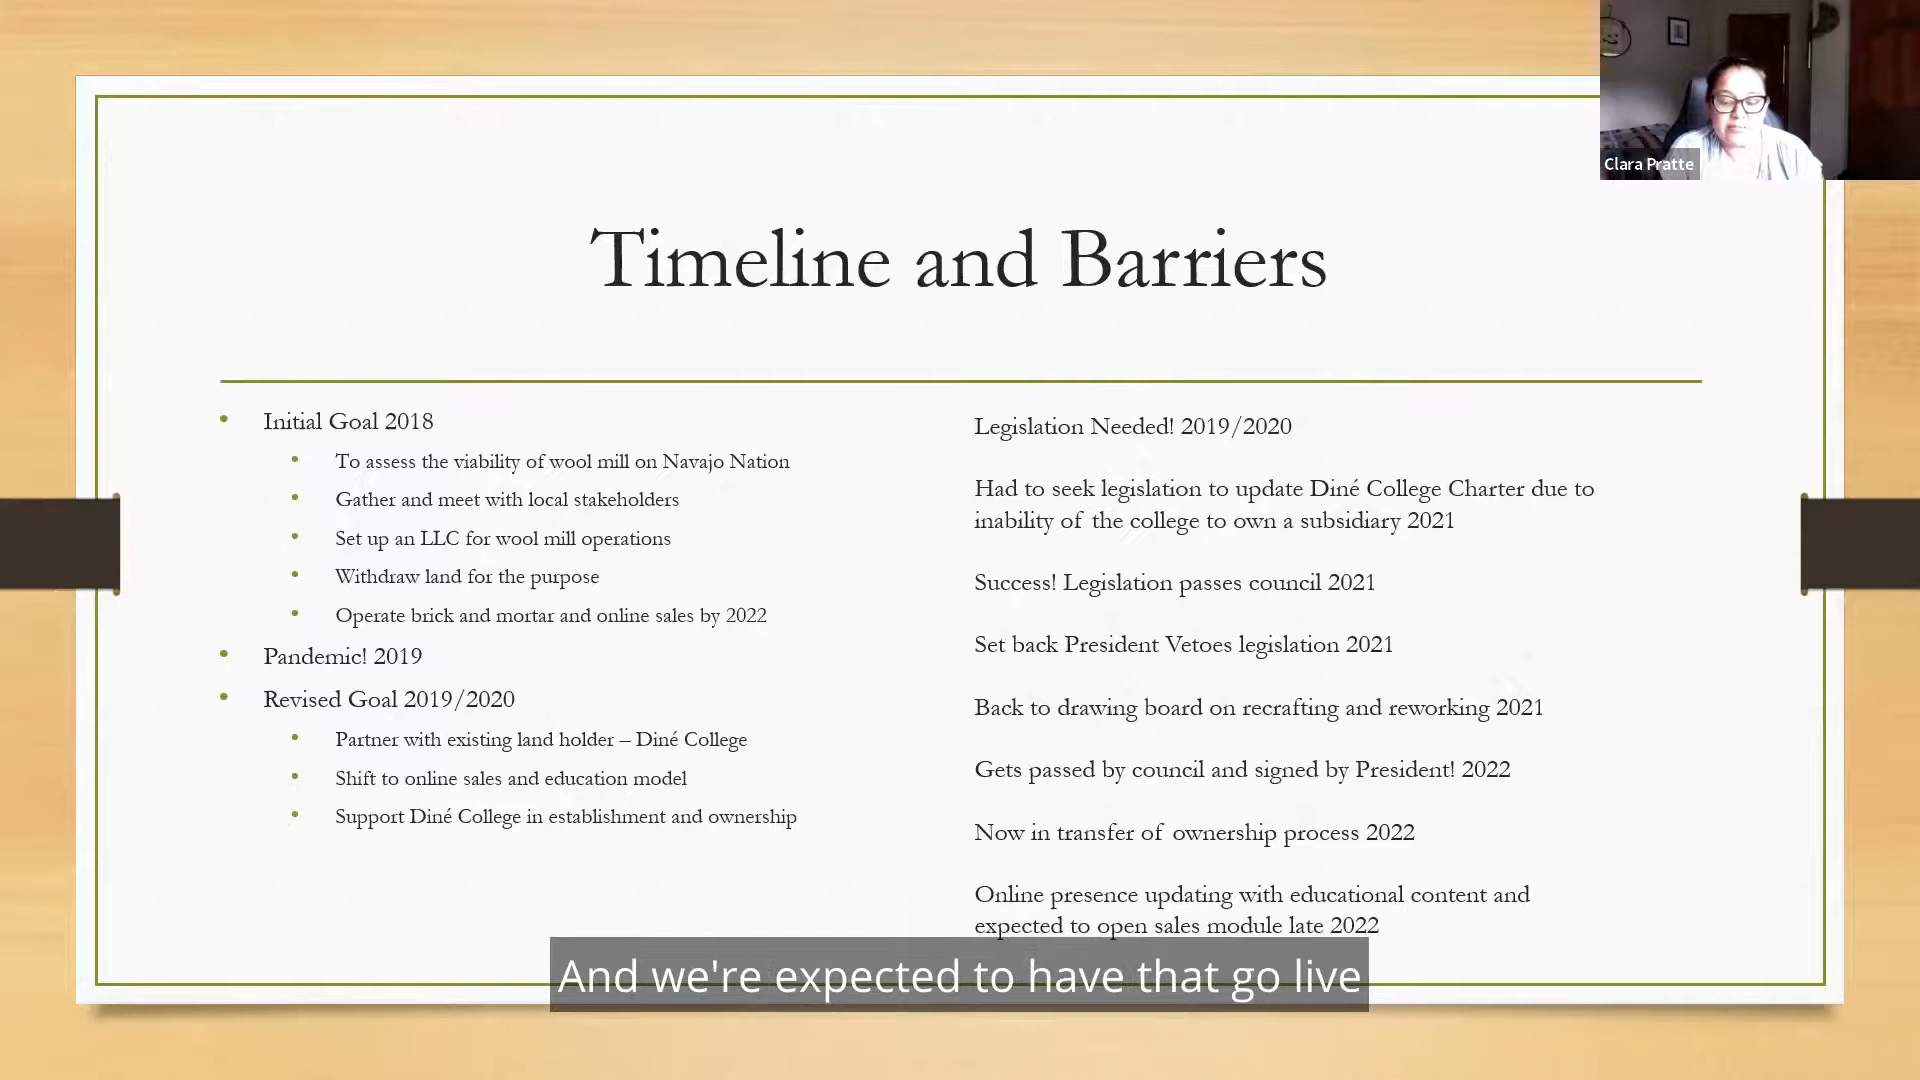 Clara Pratte
Timeline and Barriers
Initial Goal 2018
To assess the viability of wool mill on Navajo Nation
Gather and meet with local stakeholders
Set up an LLC for wool mill operations
Withdraw land for the purpose
Operate brick and mortar and online sales by 2022
Pandemic! 2019
Revised Goal 2019/2020
Partner with existing land holder – Diné College
Shift to online sales and education model
Support Diné College in establishment and ownership
Legislation Needed! 2019/2020
Had to seek legislation to update Diné College Charter due to
inability of the college to own a subsidiary 2021
Success! Legislation passes council 2021
Set back President Vetoes legislation 2021
Back to drawing board on recrafting and reworking 2021
Gets passed by council and signed by President! 2022
Now in transfer of ownership process 2022
Online presence updating with educational content and
expected to open sales module late 2022
And we're expected to have that go live